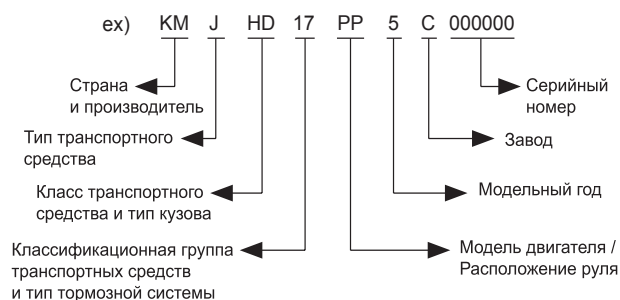 ex) KM J HD 17 PP 5 C 000000
Страна
и производитель
Серийный
номер
Тип транспортного
средства
Завод
Класс транспортного
средства и тип кузова
Модельный год
Классификационная группа
транспортных средств
и тип тормозной системы
Модель двигателя /
Расположение руля